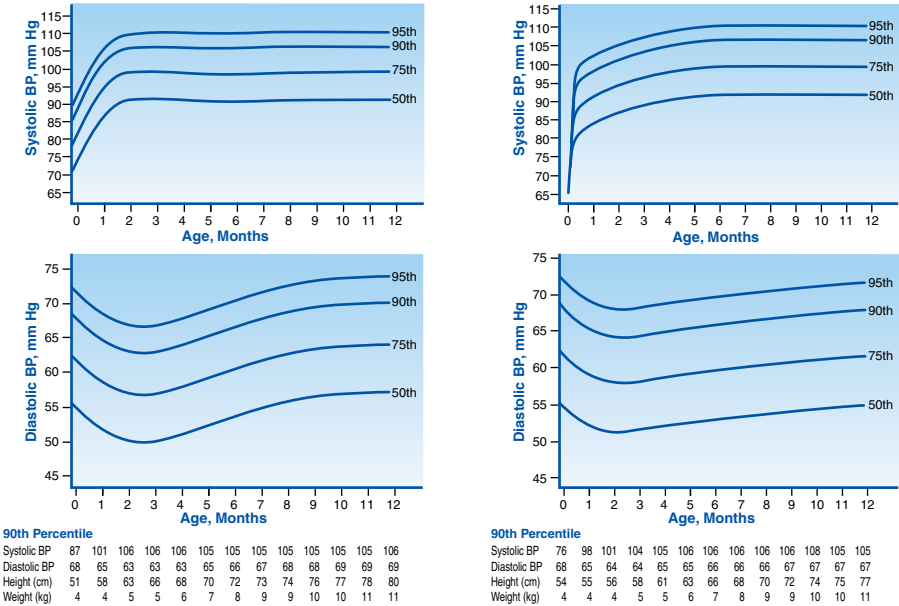 115
110
105
100
95
90
85
80
75
70
65
Systolic BP, mm Hg
95th
90th
75th
50th
0 1 2 3 4 5 6 7 8 9 10 11 12
Age, Months
115
110
105
100
95
90
85
80
75
70
65
Systolic BP, mm Hg
95th
90th
75th
50th
0 1 2 3 4 5 6 7 8 9 10 11 12
Age, Months
75
70
65
60
55
50
45
Diastolic BP, mm Hg
95th
90th
75th
50th
0 1 2 3 4 5 6 7 8 9 10 11 12
Age, Months
75
70
65
60
55
50
45
Diastolic BP, mm Hg
95th
90th
75th
50th
0 1 2 3 4 5 6 7 8 9 10 11 12
Age, Months
90th Percentile
Systolic BP 87 101 106 106 106 105 105 105 105 105 105 105 106
Diastolic BP 68 65 63 63 63 65 66 67 68 68 69 69 69
Height (cm) 51 58 63 66 68 70 72 73 74 76 77 78 80
Weight (kg) 4 4 5 5 6 7 8 9 9 10 10 11 11
90th Percentile
Systolic BP 76 98 101 104 105 106 106 106 106 106 108 105 105
Diastolic BP 68 65 64 64 65 65 66 66 66 67 67 67 67
Height (cm) 54 55 56 58 61 63 66 68 70 72 74 75 77
Weight (kg) 4 4 4 5 5 6 7 8 9 9 10 10 11